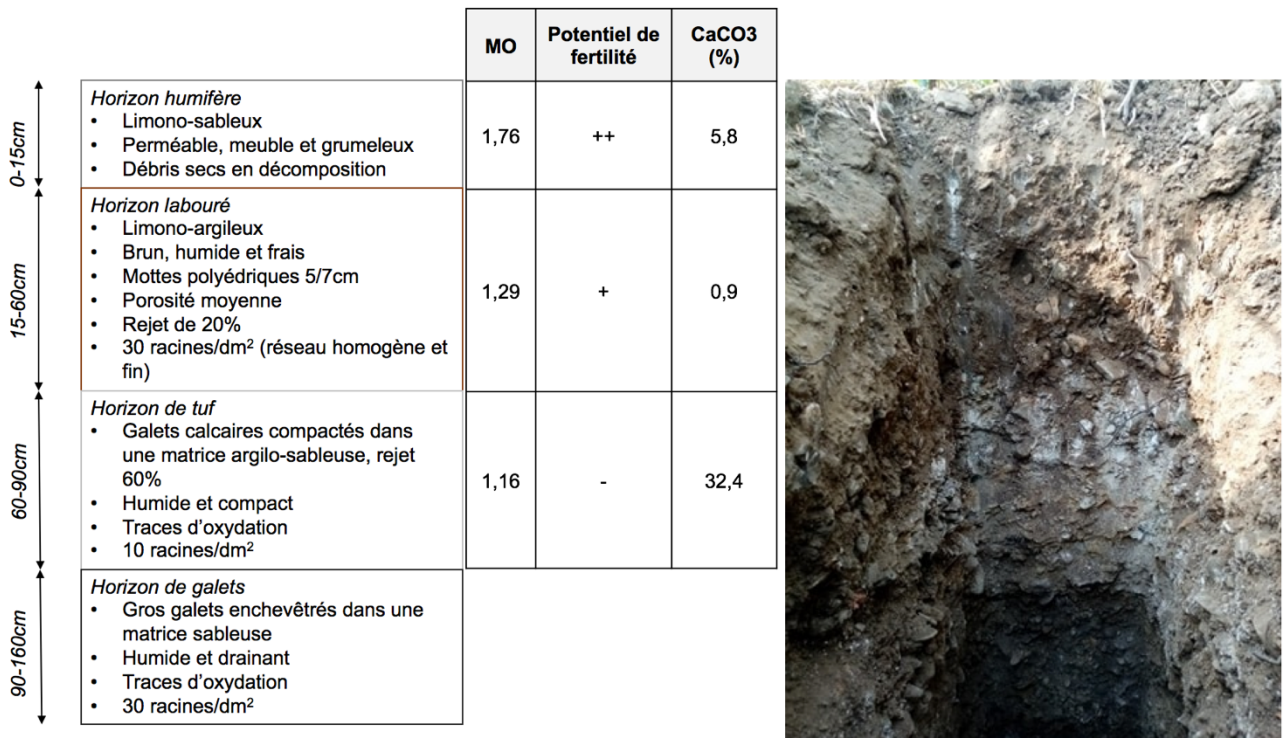 MO
Potentiel de
fertilité
CaCO3
(%)
0-15cm
Horizon humifère
• Limono-sableux
• Perméable, meuble et grumeleux
• Débris secs en décomposition
1,76
++
5,8
15-60cm
Horizon labouré
• Limono-argileux
• Brun, humide et frais
• Mottes polyédriques 5/7cm
• Porosité moyenne
• Rejet de 20%
• 30 racines/dm² (réseau homogène et
fin)
1,29
+
0,9
60-90cm
Horizon de tuf
• Galets calcaires compactés dans
une matrice argilo-sableuse, rejet
60%
• Humide et compact
• Traces d’oxydation
• 10 racines/dm²
1,16
-
32,4
90-160cm
Horizon de galets
• Gros galets enchevêtrés dans une
matrice sableuse
• Humide et drainant
• Traces d’oxydation
• 30 racines/dm²